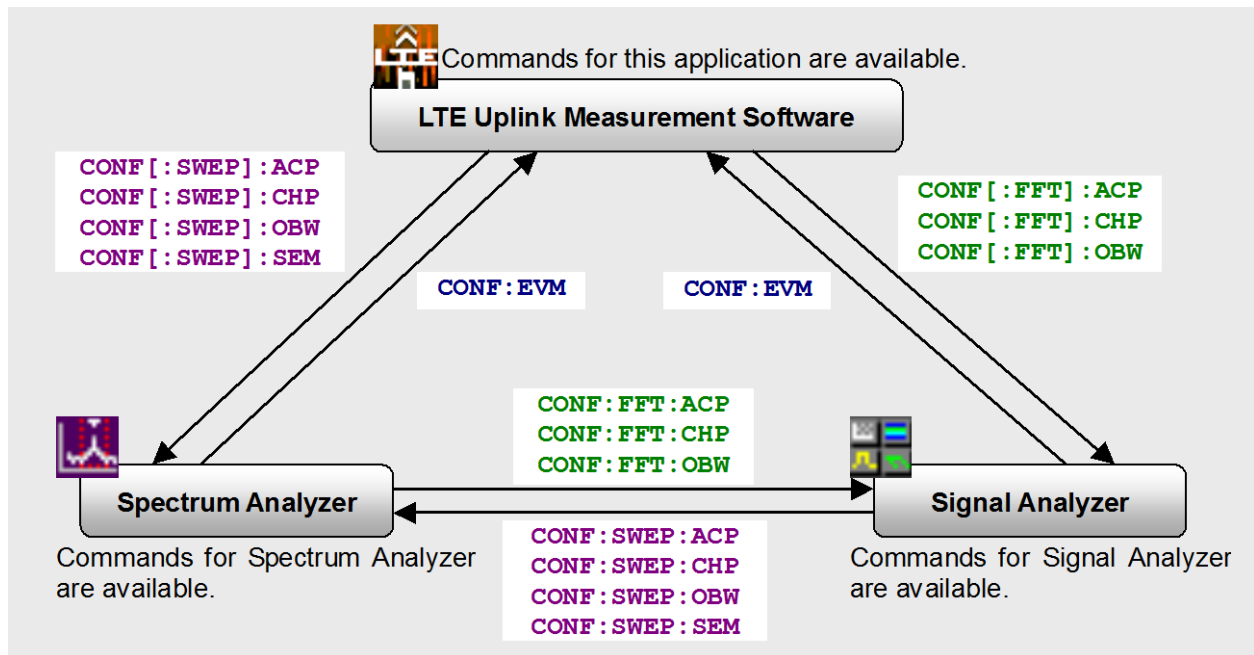 LTE
Commands for this application are available.
LTE Uplink Measurement Software
CONF[:SWEP]:ACP
CONF[:SWEP]:CHP
CONF[:SWEP]:OBW
CONF[:SWEP]:SEM
CONF[:FFT]:ACP
CONF[:FFT]:CHP
CONF[:FFT]:OBW
CONF:EVM
CONF:EVM
CONF:FFT:ACP
CONF:FFT:CHP
CONF:FFT:OBW
Spectrum Analyzer
Signal Analyzer
Commands for Spectrum Analyzer
are available.
CONF:SWEP:ACP
CONF:SWEP:CHP
CONF:SWEP:OBW
CONF:SWEP:SEM
Commands for Signal Analyzer
are available.